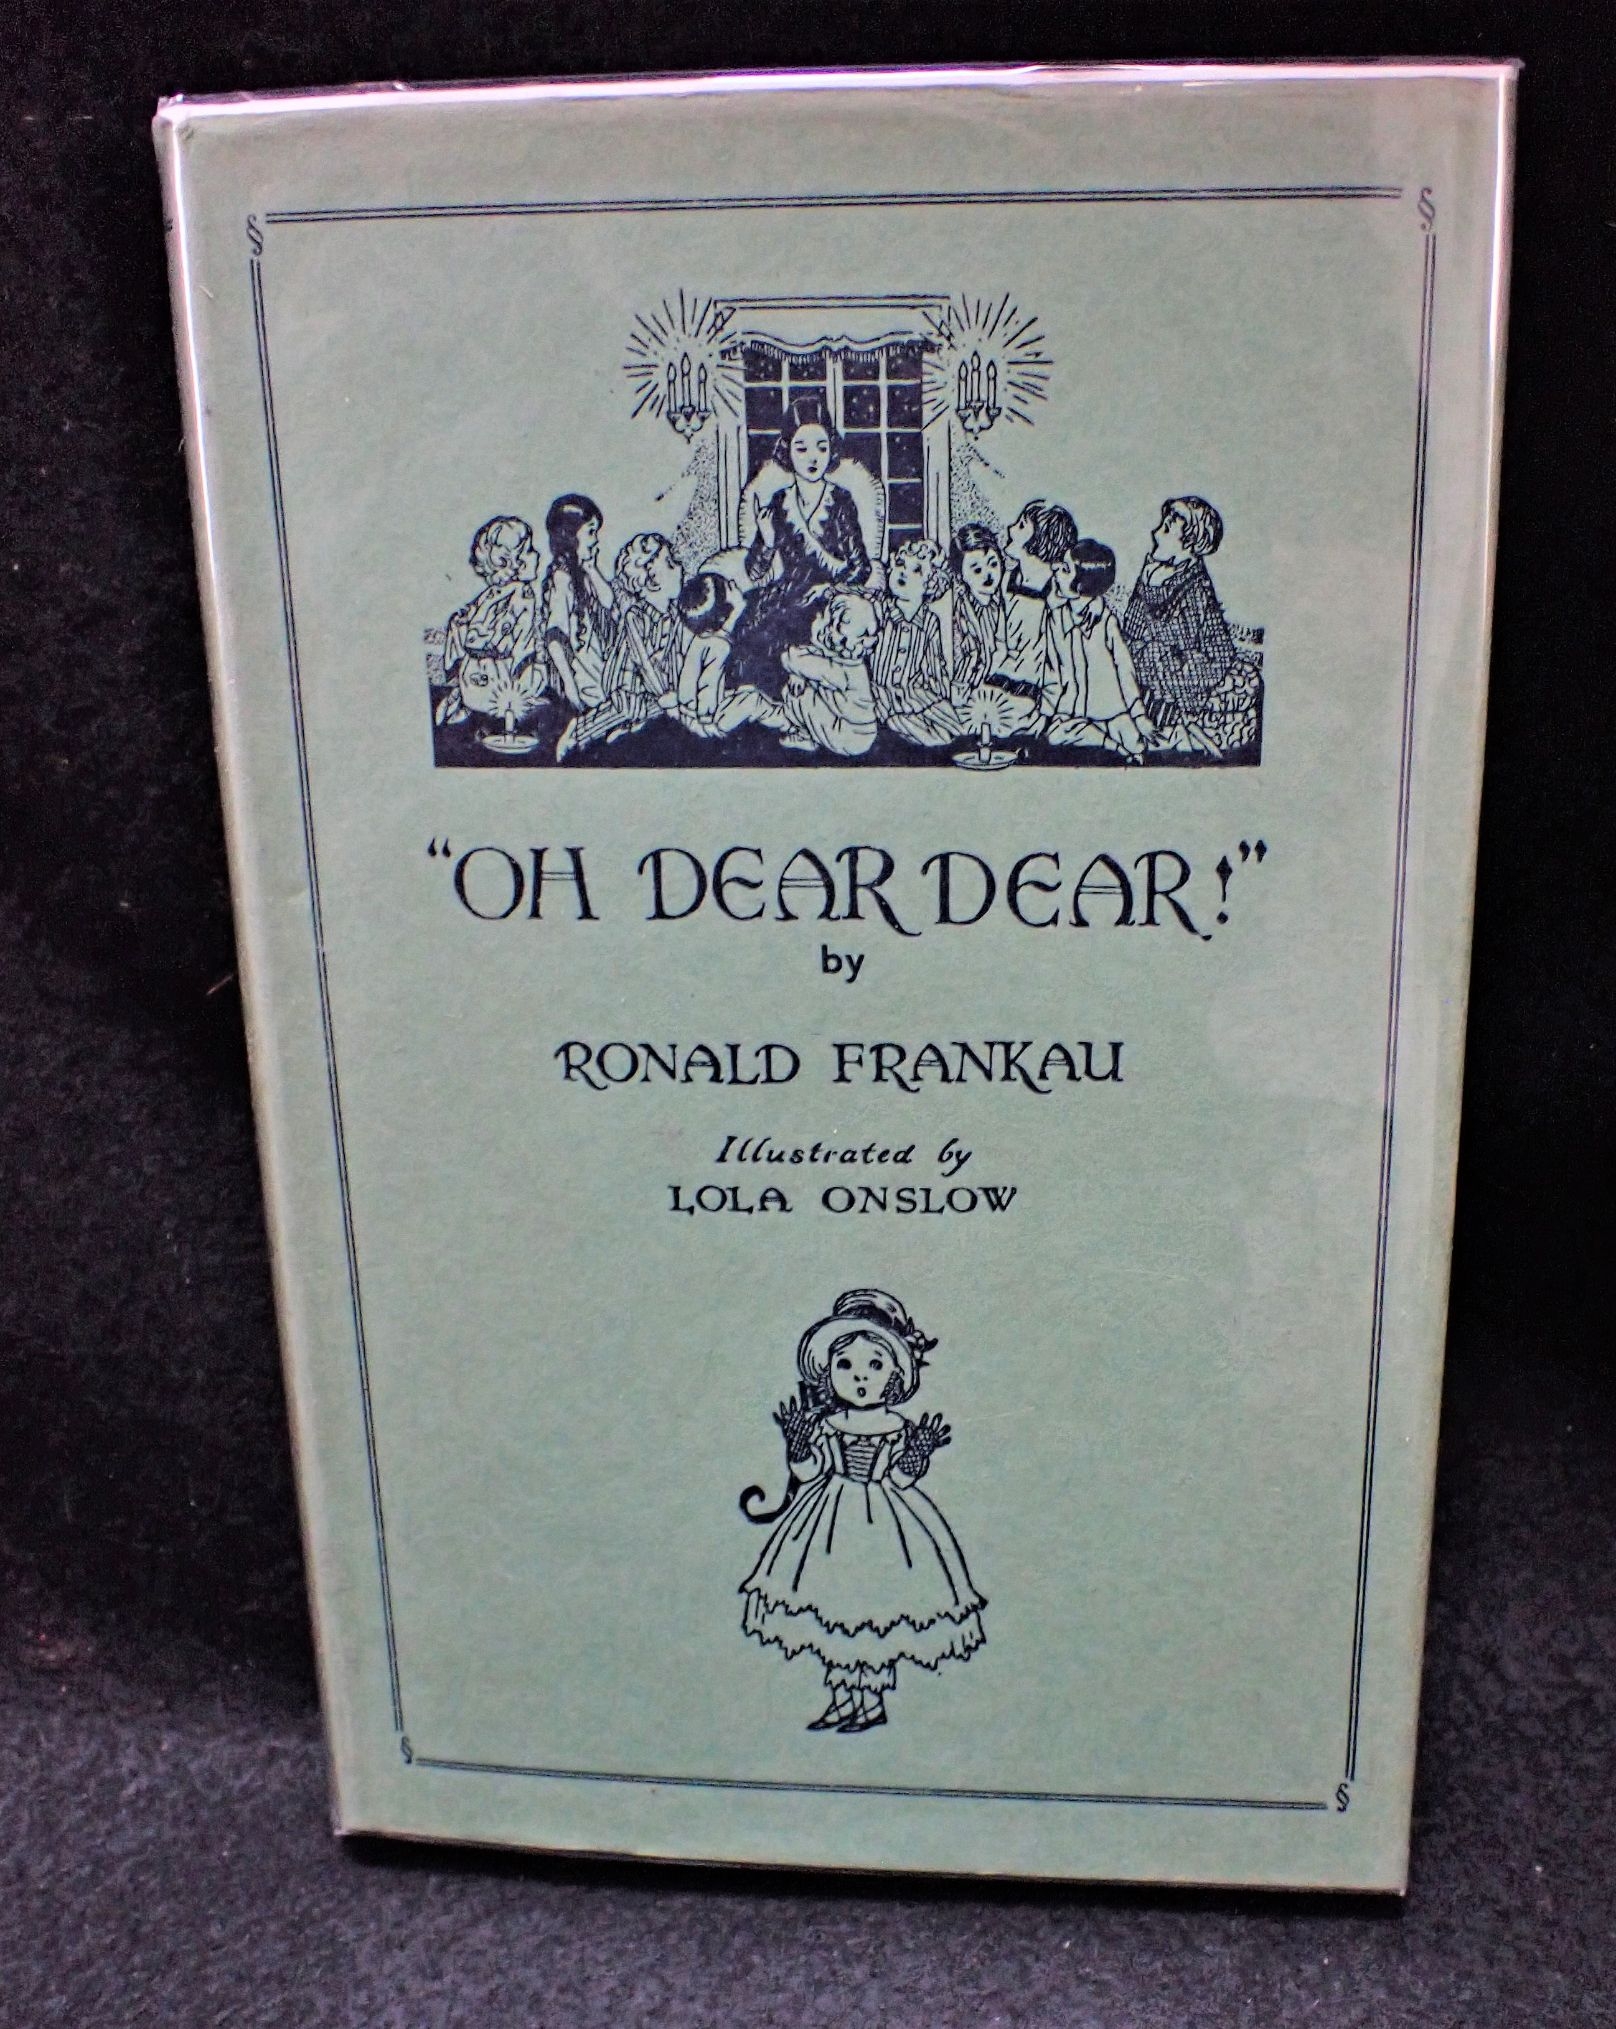 “OH DEAR DEAR!”
by
RONALD FRANKAU
Illustrated by
LOLA ONSLOW